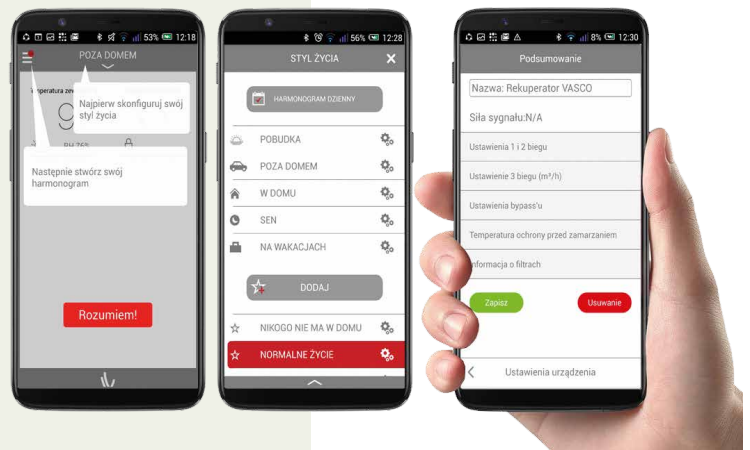 53% 12:18
POZA DOMEM
Najpierw skonfiguruj swój
styl życia
RH 76%
Następnie stwórz swój
harmonogram
Rozumiem!
56% 12:28
STYL ŻYCIA
HARMONOGRAM DZIENNY
POBUDKA
POZA DOMEM
W DOMU
SEN
NA WAKACJACH
DODAJ
NIKOGO NIE MA W DOMU
NORMALNE ŻYCIE
8% 12:30
Podsumowanie
Nazwa: Rekuperator VASCO
Siła sygnału:N/A
Ustawienia 1 i 2 biegu
Ustawienie 3 biegu (m³/h)
Ustawienia bypass'u
Temperatura ochrony przed zamarzaniem
Informacja o filtrach
Zapisz
Usuwanie
Ustawienia urządzenia